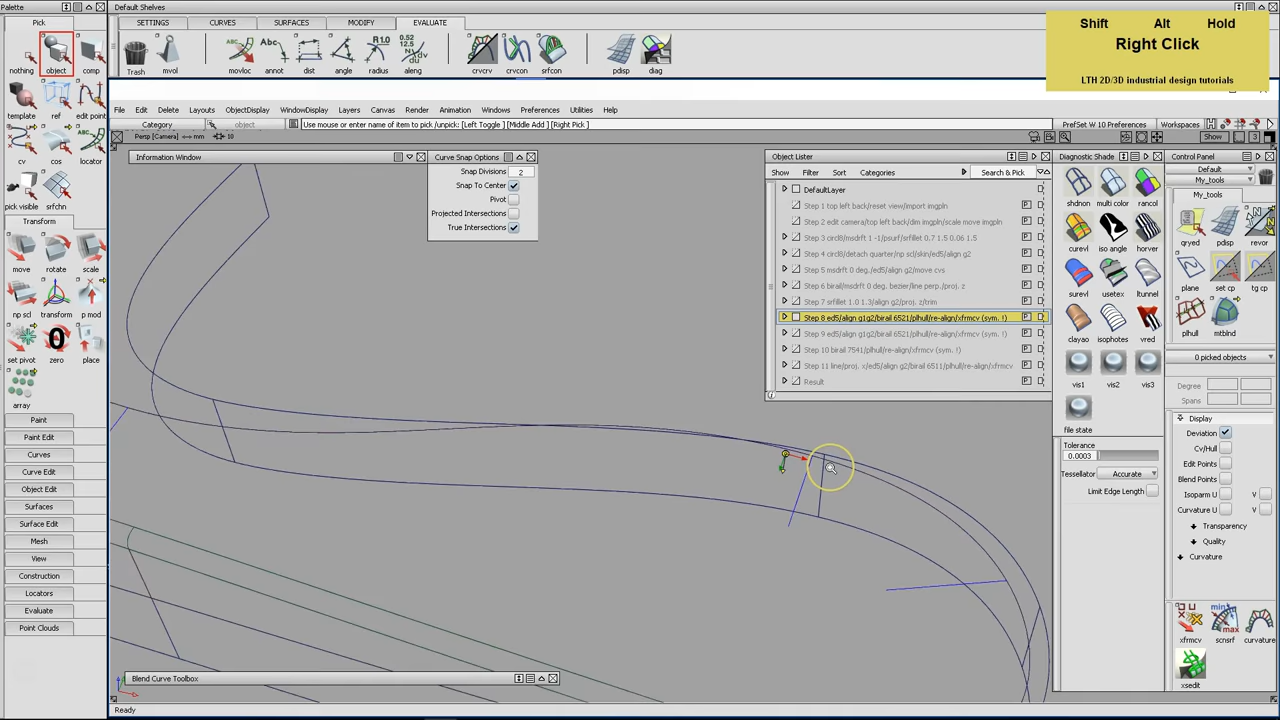 Palette
Pick
nothing
object
comp
template
ref
edit point
cv
cos
locator
pick visible
srfchn
Transform
move
rotate
scale
np scl
transform
p mod
set pivot
zero
place
array
Paint
Paint Edit
Curves
Curve Edit
Object Edit
Surfaces
Surface Edit
Mesh
View
Construction
Locators
Evaluate
Point Clouds
Default Shelves
SETTINGS
CURVES
SURFACES
MODIFY
EVALUATE
Trash
mvol
movloc
annot
dist
angle
radius
aleng
crvcrv
crvcon
srfcon
pdisp
diag
Shift Alt Hold
Right Click
LTH 2D/3D industrial design tutorials
File Edit Delete Layouts ObjectDisplay WindowDisplay Layers Canvas Render Animation Windows Preferences Utilities Help
Category
object
Use mouse or enter name of item to pick /unpick: [Left Toggle ] [Middle Add ] [Right Pick ]
PrefSet W 10 Preferences
Workspaces
Persp [Camera] <-> mm 10
Show
3
Information Window
Curve Snap Options
Snap Divisions 2
Snap To Center
Pivot
Projected Intersections
True Intersections
Object Lister
Show Filter Sort Categories
Search & Pick
DefaultLayer
Step 1 top left back/reset view/import imgpln
Step 2 edit camera/top left back/dim imgpln/scale move imgpln
Step 3 circl8/msdrft 1 -1/psurf/srfillet 0.7 1.5 0.06 1.5
Step 4 circl8/detach quarter/np scl/skin/ed5/align g2
Step 5 msdrft 0 deg./ed5/align g2/move cvs
Step 6 birail/msdrft 0 deg. bezier/line perp./proj. z
Step 7 srfillet 1.0 1.3/align g2/proj. z/trim
Step 8 ed5/align g1g2/birail 6521/plhull/re-align/xfrmcv (sym. !)
Step 9 ed5/align g1g2/birail 6521/plhull/re-align/xfrmcv (sym. !)
Step 10 birail 7541/plhull/re-align/xfrmcv (sym. !)
Step 11 line/proj. x/ed5/align g2/birail 6511/plhull/re-align/xfrmcv
Result
Diagnostic Shade
shdnon
multi color
rancol
curevl
iso angle
horver
surevl
usetex
ltunnel
clayao
isophotes
vred
vis1
vis2
vis3
file state
Tolerance
0.0003
Tessellator Accurate
Limit Edge Length
Control Panel
Default
My_tools
My_tools
qryed
pdisp
revor
plane
set cp
tg cp
plhull
mtblnd
0 picked objects
Degree
Spans
Display
Deviation
Cv/Hull
Edit Points
Blend Points
Isoparm U V
Curvature U V
Transparency
Quality
Curvature
xfrmcv
scnsrf
curvature
xsedit
Blend Curve Toolbox
Ready